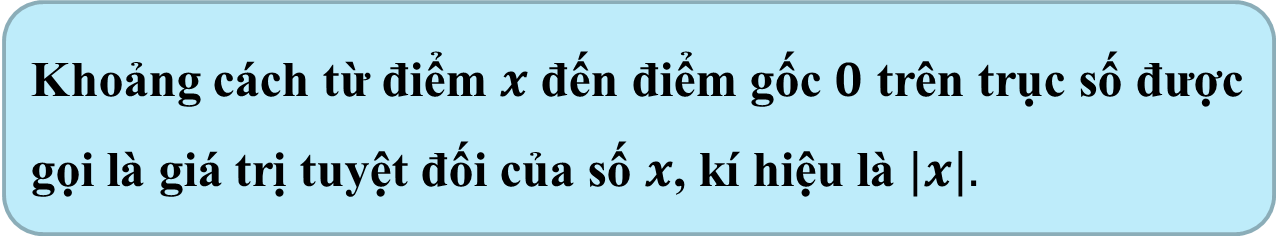 Khoảng cách từ điểm x đến điểm gốc 0 trên trục số được
gọi là giá trị tuyệt đối của số x, kí hiệu là |x|.